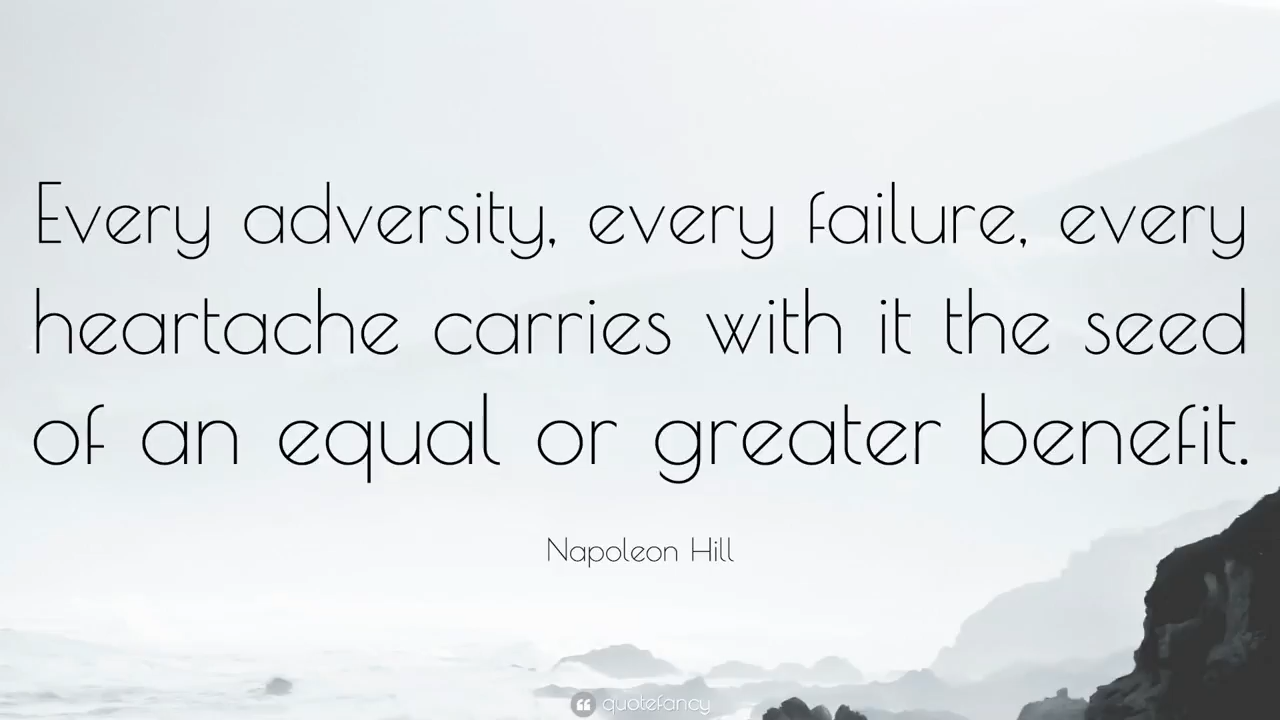 Every adversity, every failure, every
heartache carries with it the seed
of an equal or greater benefit.
Napoleon Hill
quotefancy